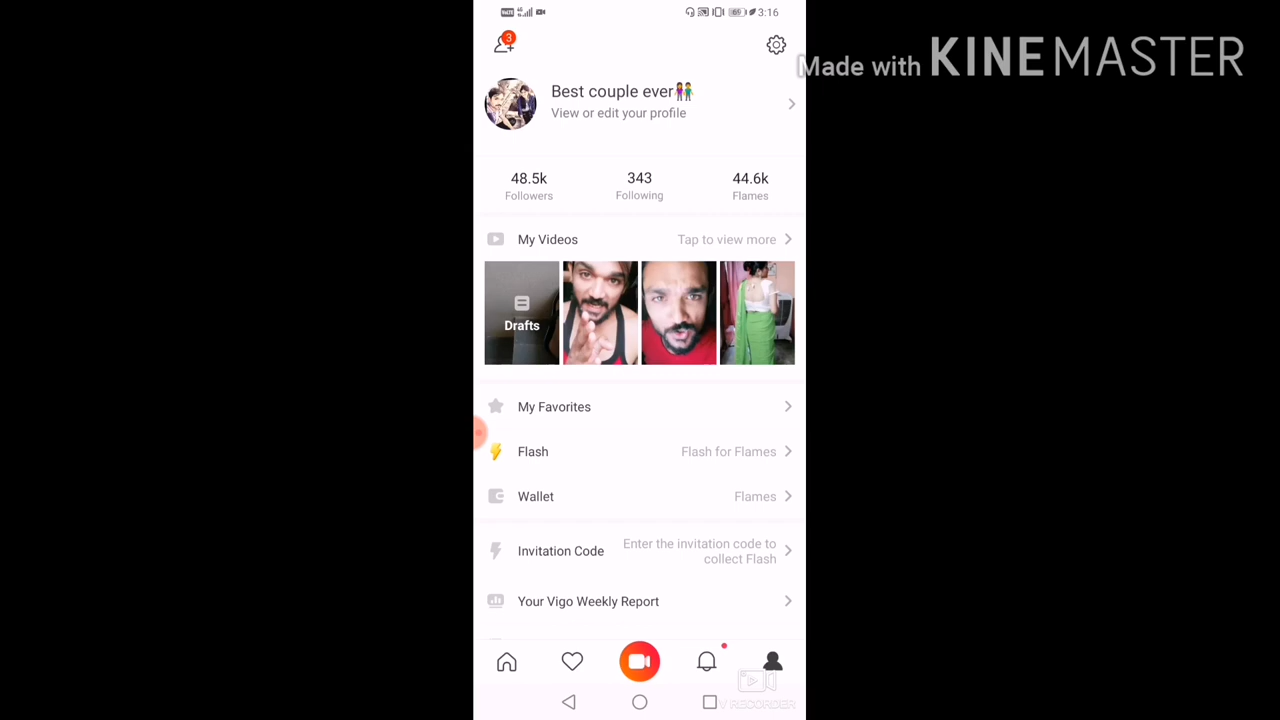 3:16
Made with KINEMASTER
3
Best couple ever
View or edit your profile
48.5k 343 44.6k
Followers Following Flames
My Videos Tap to view more
Drafts
My Favorites
Flash Flash for Flames
Wallet Flames
Invitation Code Enter the invitation code to
collect Flash
Your Vigo Weekly Report
V RECORDER